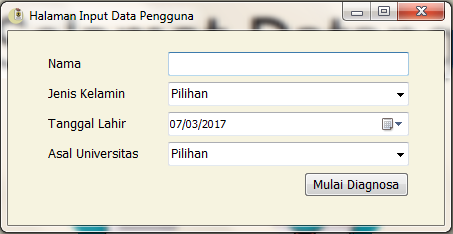 Halaman Input Data Pengguna
Nama
Jenis Kelamin Pilihan
Tanggal Lahir 07/03/2017
Asal Universitas Pilihan
Mulai Diagnosa